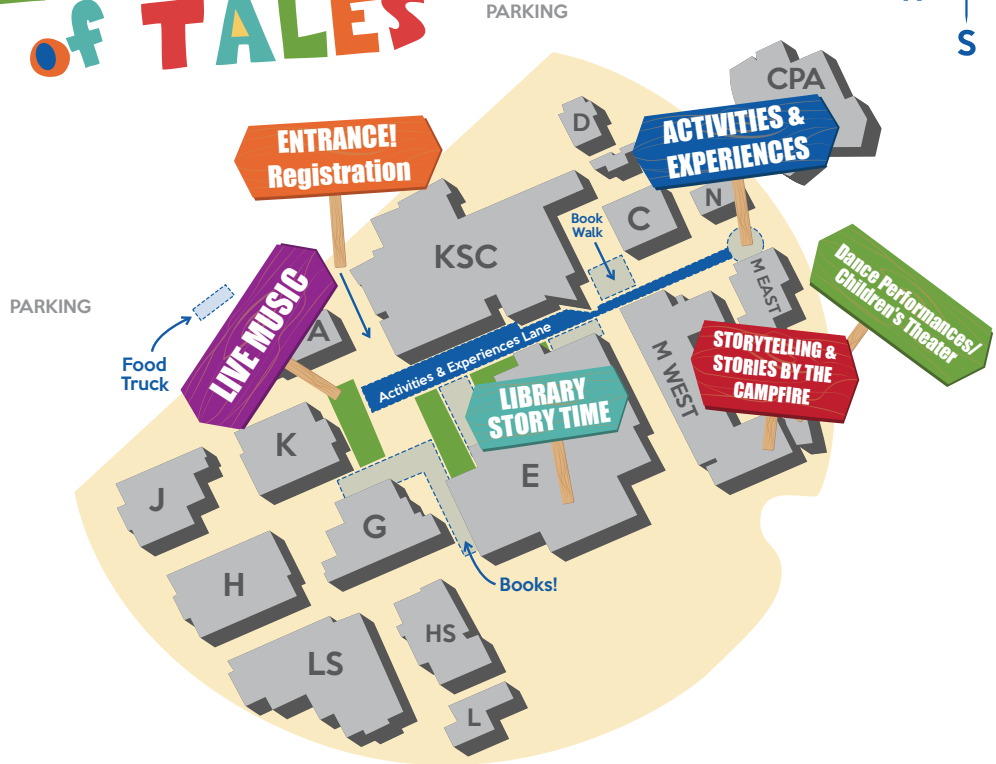 PARKING
of TALES
S
CPA
D
ACTIVITIES &
EXPERIENCES
ENTRANCE!
Registration
N
C
Book
Walk
KSC
M EAST
Dance Performances/
Children's Theater
PARKING
LIVE MUSIC
A
Food
Truck
Activities & Experiences Lane
M WEST
STORYTELLING &
STORIES BY THE
CAMPFIRE
LIBRARY
STORY TIME
K
E
J
G
H
Books!
HS
LS
L